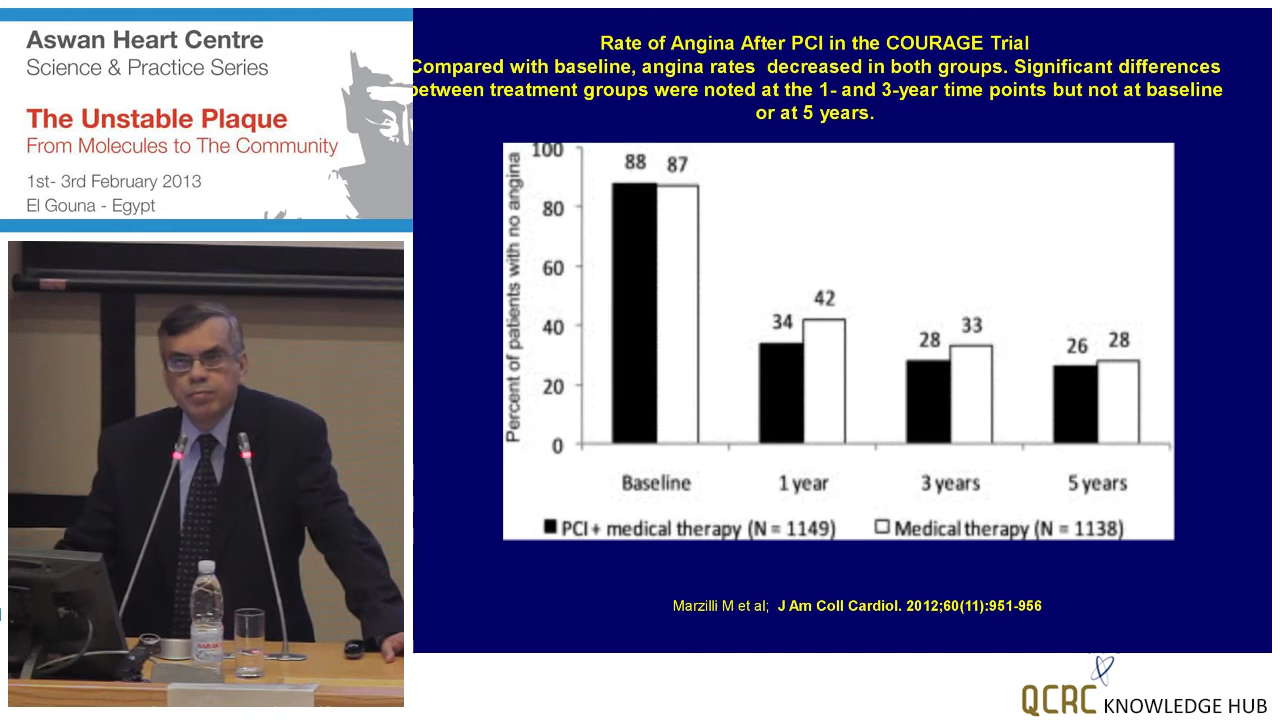 Aswan Heart Centre
Science & Practice Series
The Unstable Plaque
From Molecules to The Community
1st- 3rd February 2013
El Gouna - Egypt
Rate of Angina After PCI in the COURAGE Trial
Compared with baseline, angina rates decreased in both groups. Significant differences
between treatment groups were noted at the 1- and 3-year time points but not at baseline
or at 5 years.
Percent of patients with no angina
100
80
60
40
20
0
88 87
34 42
28 33
26 28
Baseline 1 year 3 years 5 years
PCI + medical therapy (N = 1149) Medical therapy (N = 1138)
Marzilli M et al; J Am Coll Cardiol. 2012;60(11):951-956
QCRC KNOWLEDGE HUB